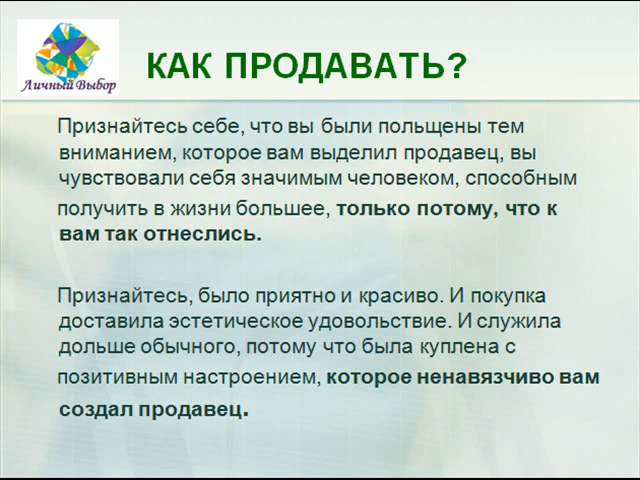 Личный Выбор
КАК ПРОДАВАТЬ?
Признайтесь себе, что вы были польщены тем
вниманием, которое вам выделил продавец, вы
чувствовали себя значимым человеком, способным
получить в жизни большее, только потому, что к
вам так отнеслись.
Признайтесь, было приятно и красиво. И покупка
доставила эстетическое удовольствие. И служила
дольше обычного, потому что была куплена с
позитивным настроением, которое ненавязчиво вам
создал продавец.